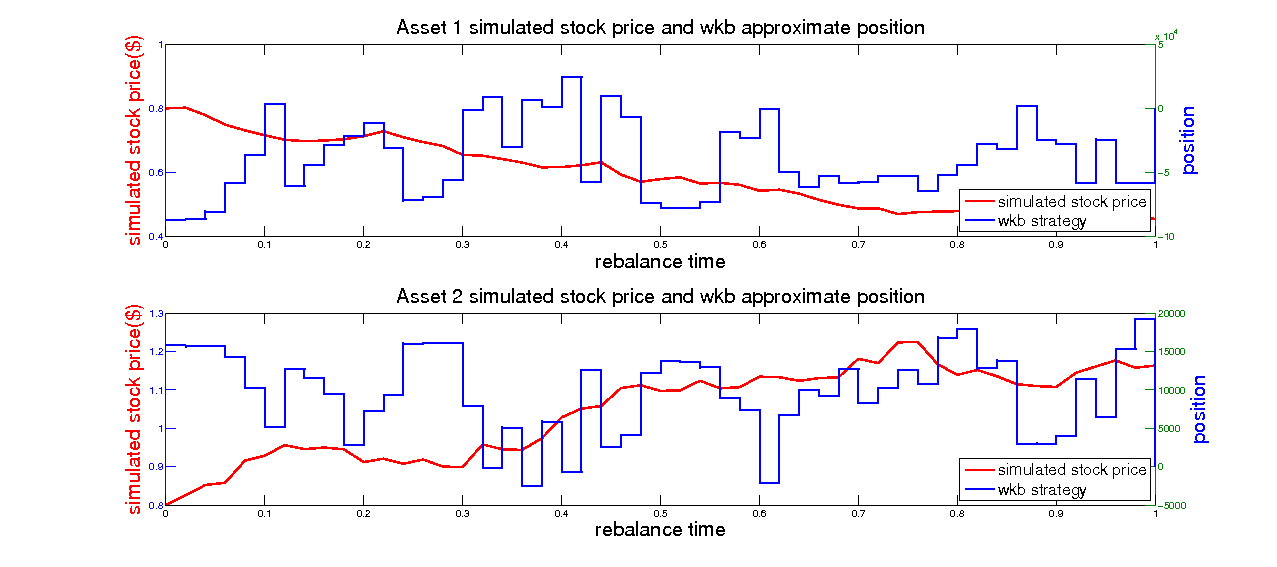 Asset 1 simulated stock price and wkb approximate position
x 10^4
simulated stock price($)
1
0.8
0.6
0.4
5
0
-5
-10
position
simulated stock price
wkb strategy
0 0.1 0.2 0.3 0.4 0.5 0.6 0.7 0.8 0.9 1
rebalance time
Asset 2 simulated stock price and wkb approximate position
simulated stock price($)
1.3
1.2
1.1
1
0.9
0.8
20000
15000
10000
5000
0
-5000
position
simulated stock price
wkb strategy
0 0.1 0.2 0.3 0.4 0.5 0.6 0.7 0.8 0.9 1
rebalance time